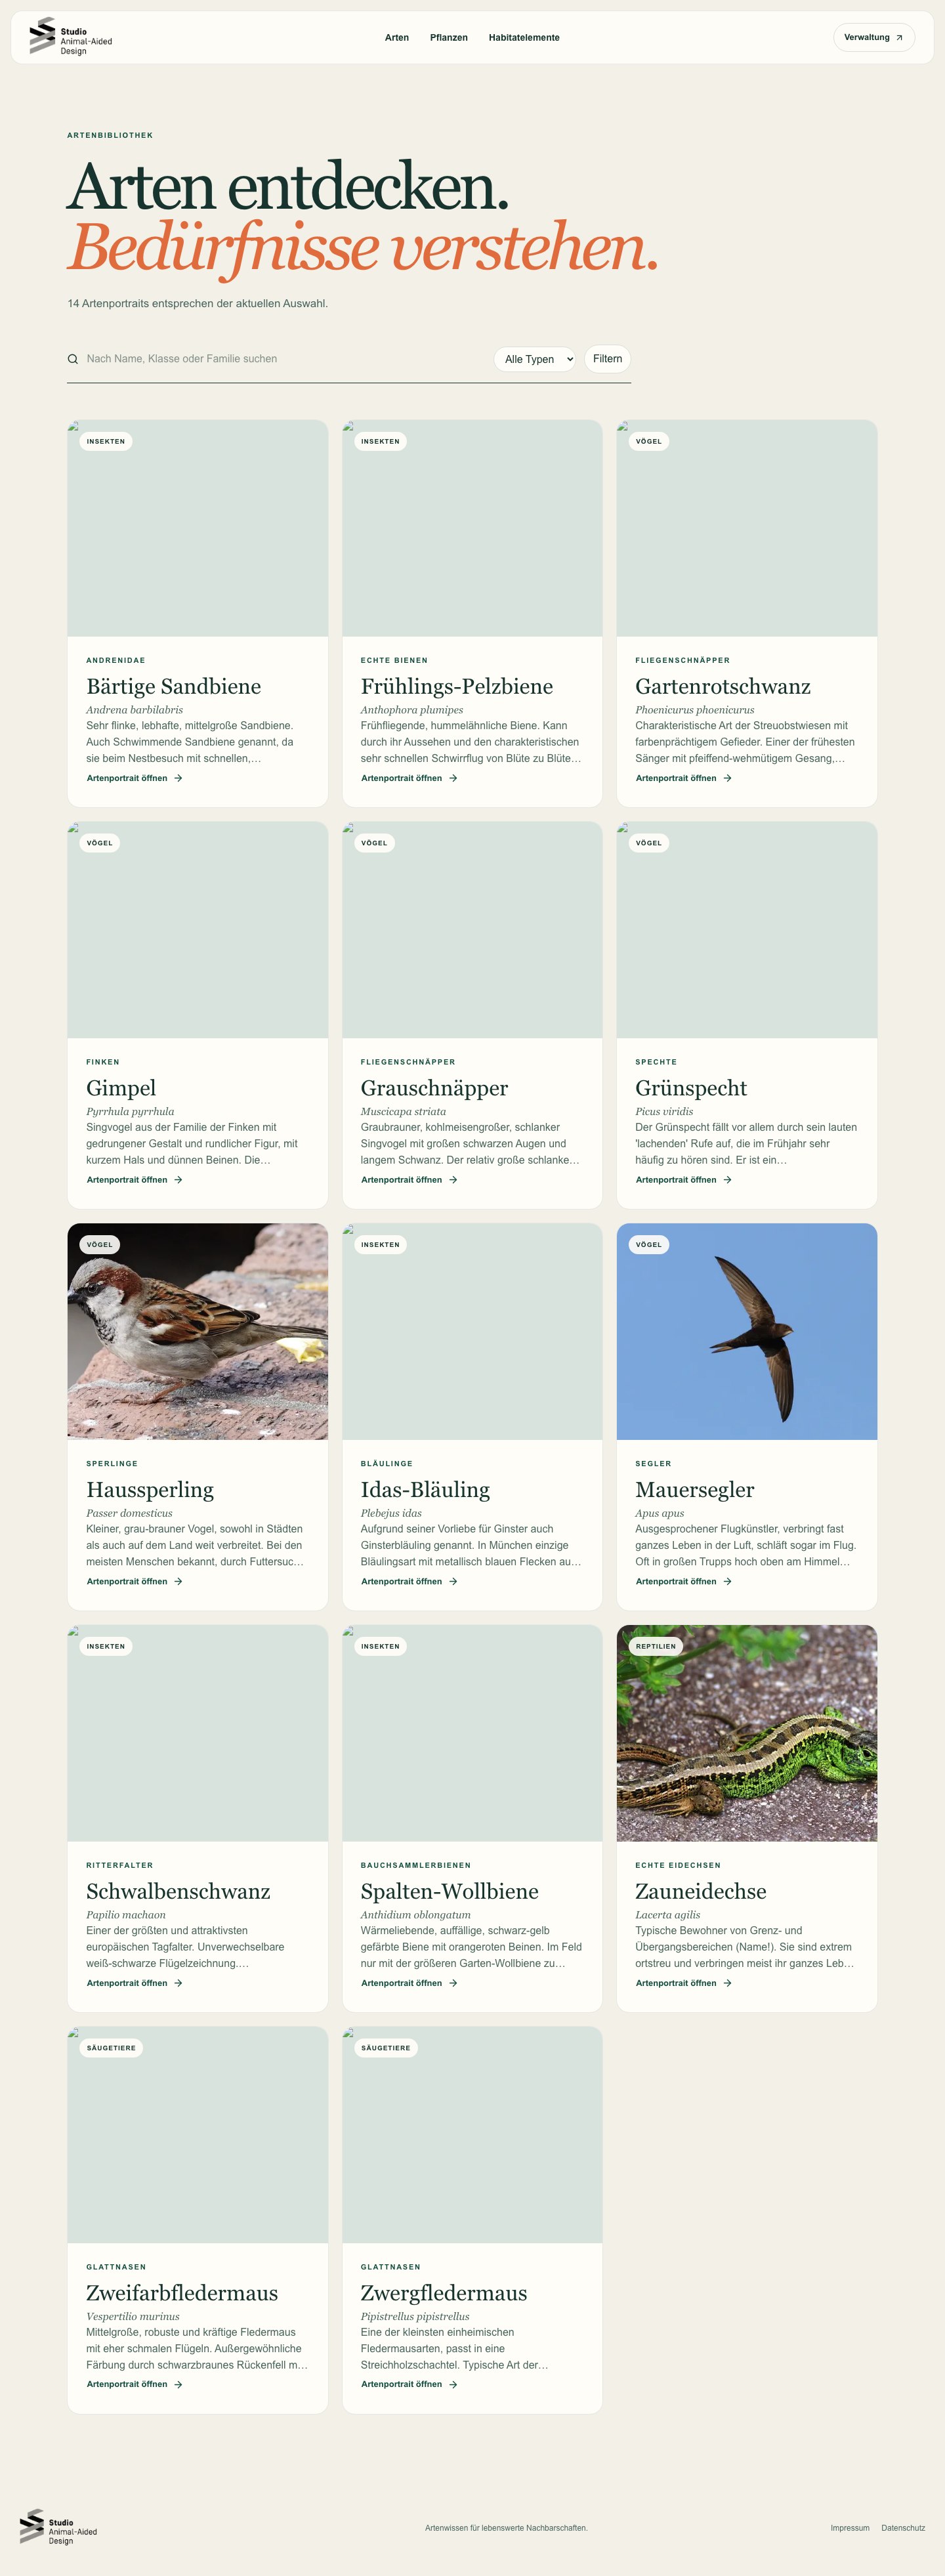 Studio
Animal-Aided
Design
Arten
Pflanzen
Habitatelemente
Verwaltung
ARTENBIBLIOTHEK
Arten entdecken.
Bedürfnisse verstehen.
14 Artenportraits entsprechen der aktuellen Auswahl.
Nach Name, Klasse oder Familie suchen
Alle Typen
Filtern
INSEKTEN
ANDRENIDAE
Bärtige Sandbiene
Andrena barbilabris
Sehr flinke, lebhafte, mittelgroße Sandbiene.
Auch Schwimmende Sandbiene genannt, da
sie beim Nestbesuch mit schnellen,…
Artenportrait öffnen
INSEKTEN
ECHTE BIENEN
Frühlings-Pelzbiene
Anthophora plumipes
Frühfliegende, hummelähnliche Biene. Kann
durch ihr Aussehen und den charakteristischen
sehr schnellen Schwirrflug von Blüte zu Blüte…
Artenportrait öffnen
VÖGEL
FLIEGENSCHNÄPPER
Gartenrotschwanz
Phoenicurus phoenicurus
Charakteristische Art der Streuobstwiesen mit
farbenprächtigem Gefieder. Einer der frühesten
Sänger mit pfeiffend-wehmütigem Gesang,…
Artenportrait öffnen
VÖGEL
FINKEN
Gimpel
Pyrrhula pyrrhula
Singvogel aus der Familie der Finken mit
gedrungener Gestalt und rundlicher Figur, mit
kurzem Hals und dünnen Beinen. Die…
Artenportrait öffnen
VÖGEL
FLIEGENSCHNÄPPER
Grauschnäpper
Muscicapa striata
Graubrauner, kohlmeisengroßer, schlanker
Singvogel mit großen schwarzen Augen und
langem Schwanz. Der relativ große schlanke…
Artenportrait öffnen
VÖGEL
SPECHTE
Grünspecht
Picus viridis
Der Grünspecht fällt vor allem durch sein lauten
'lachenden' Rufe auf, die im Frühjahr sehr
häufig zu hören sind. Er ist ein…
Artenportrait öffnen
VÖGEL
SPERLINGE
Haussperling
Passer domesticus
Kleiner, grau-brauner Vogel, sowohl in Städten
als auch auf dem Land weit verbreitet. Bei den
meisten Menschen bekannt, durch Futtersuc…
Artenportrait öffnen
INSEKTEN
BLÄULINGE
Idas-Bläuling
Plebejus idas
Aufgrund seiner Vorliebe für Ginster auch
Ginsterbläuling genannt. In München einzige
Bläulingsart mit metallisch blauen Flecken au…
Artenportrait öffnen
VÖGEL
SEGLER
Mauersegler
Apus apus
Ausgesprochener Flugkünstler, verbringt fast
ganzes Leben in der Luft, schläft sogar im Flug.
Oft in großen Trupps hoch oben am Himmel…
Artenportrait öffnen
INSEKTEN
RITTERFALTER
Schwalbenschwanz
Papilio machaon
Einer der größten und attraktivsten
europäischen Tagfalter. Unverwechselbare
weiß-schwarze Flügelzeichnung.…
Artenportrait öffnen
INSEKTEN
BAUCHSAMMLERBIENEN
Spalten-Wollbiene
Anthidium oblongatum
Wärmeliebende, auffällige, schwarz-gelb
gefärbte Biene mit orangeroten Beinen. Im Feld
nur mit der größeren Garten-Wollbiene zu…
Artenportrait öffnen
REPTILIEN
ECHTE EIDECHSEN
Zauneidechse
Lacerta agilis
Typische Bewohner von Grenz- und
Übergangsbereichen (Name!). Sie sind extrem
ortstreu und verbringen meist ihr ganzes Leb…
Artenportrait öffnen
SÄUGETIERE
GLATTNASEN
Zweifarbfledermaus
Vespertilio murinus
Mittelgroße, robuste und kräftige Fledermaus
mit eher schmalen Flügeln. Außergewöhnliche
Färbung durch schwarzbraunes Rückenfell m…
Artenportrait öffnen
SÄUGETIERE
GLATTNASEN
Zwergfledermaus
Pipistrellus pipistrellus
Eine der kleinsten einheimischen
Fledermausarten, passt in eine
Streichholzschachtel. Typische Art der…
Artenportrait öffnen
Studio
Animal-Aided
Design
Artenwissen für lebenswerte Nachbarschaften.
Impressum
Datenschutz